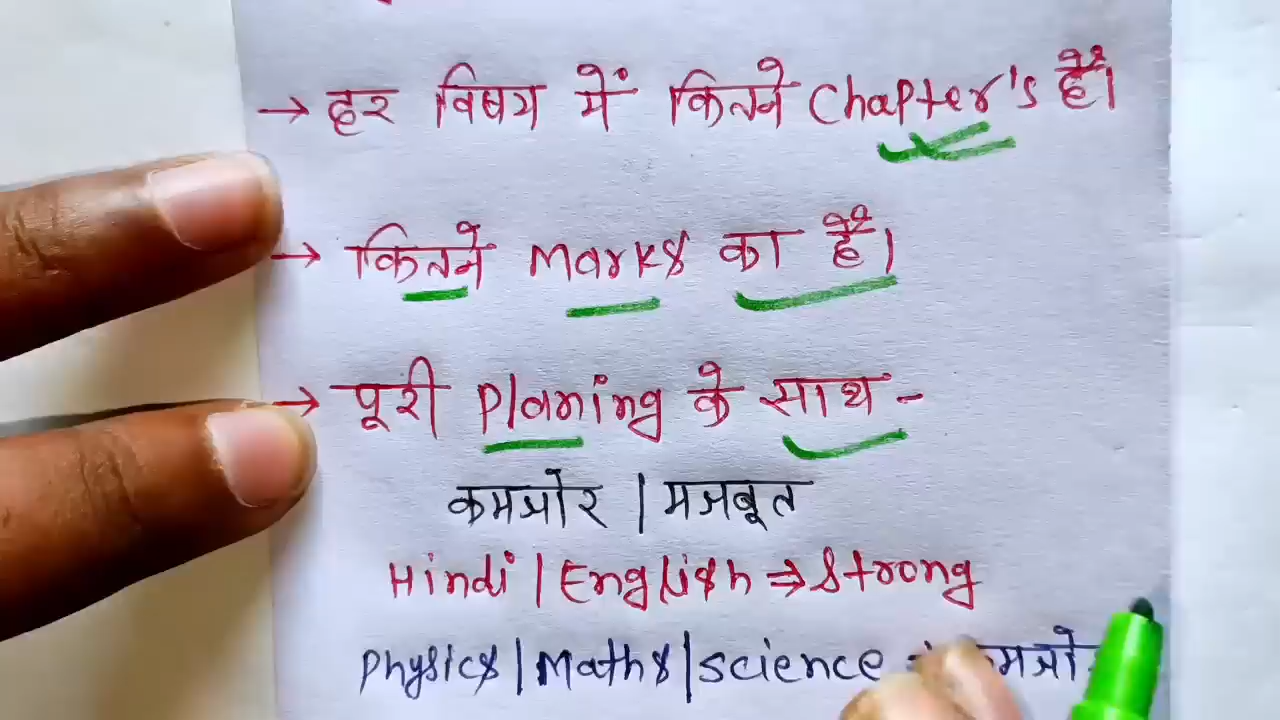 → हर विषय में कितने Chapter's हैं।
→ कितने Marks का हैं।
→ पूरी Planing के साथ -
कमजोर | मजबूत
Hindi | English ⇒ Strong
Physics | Maths | science